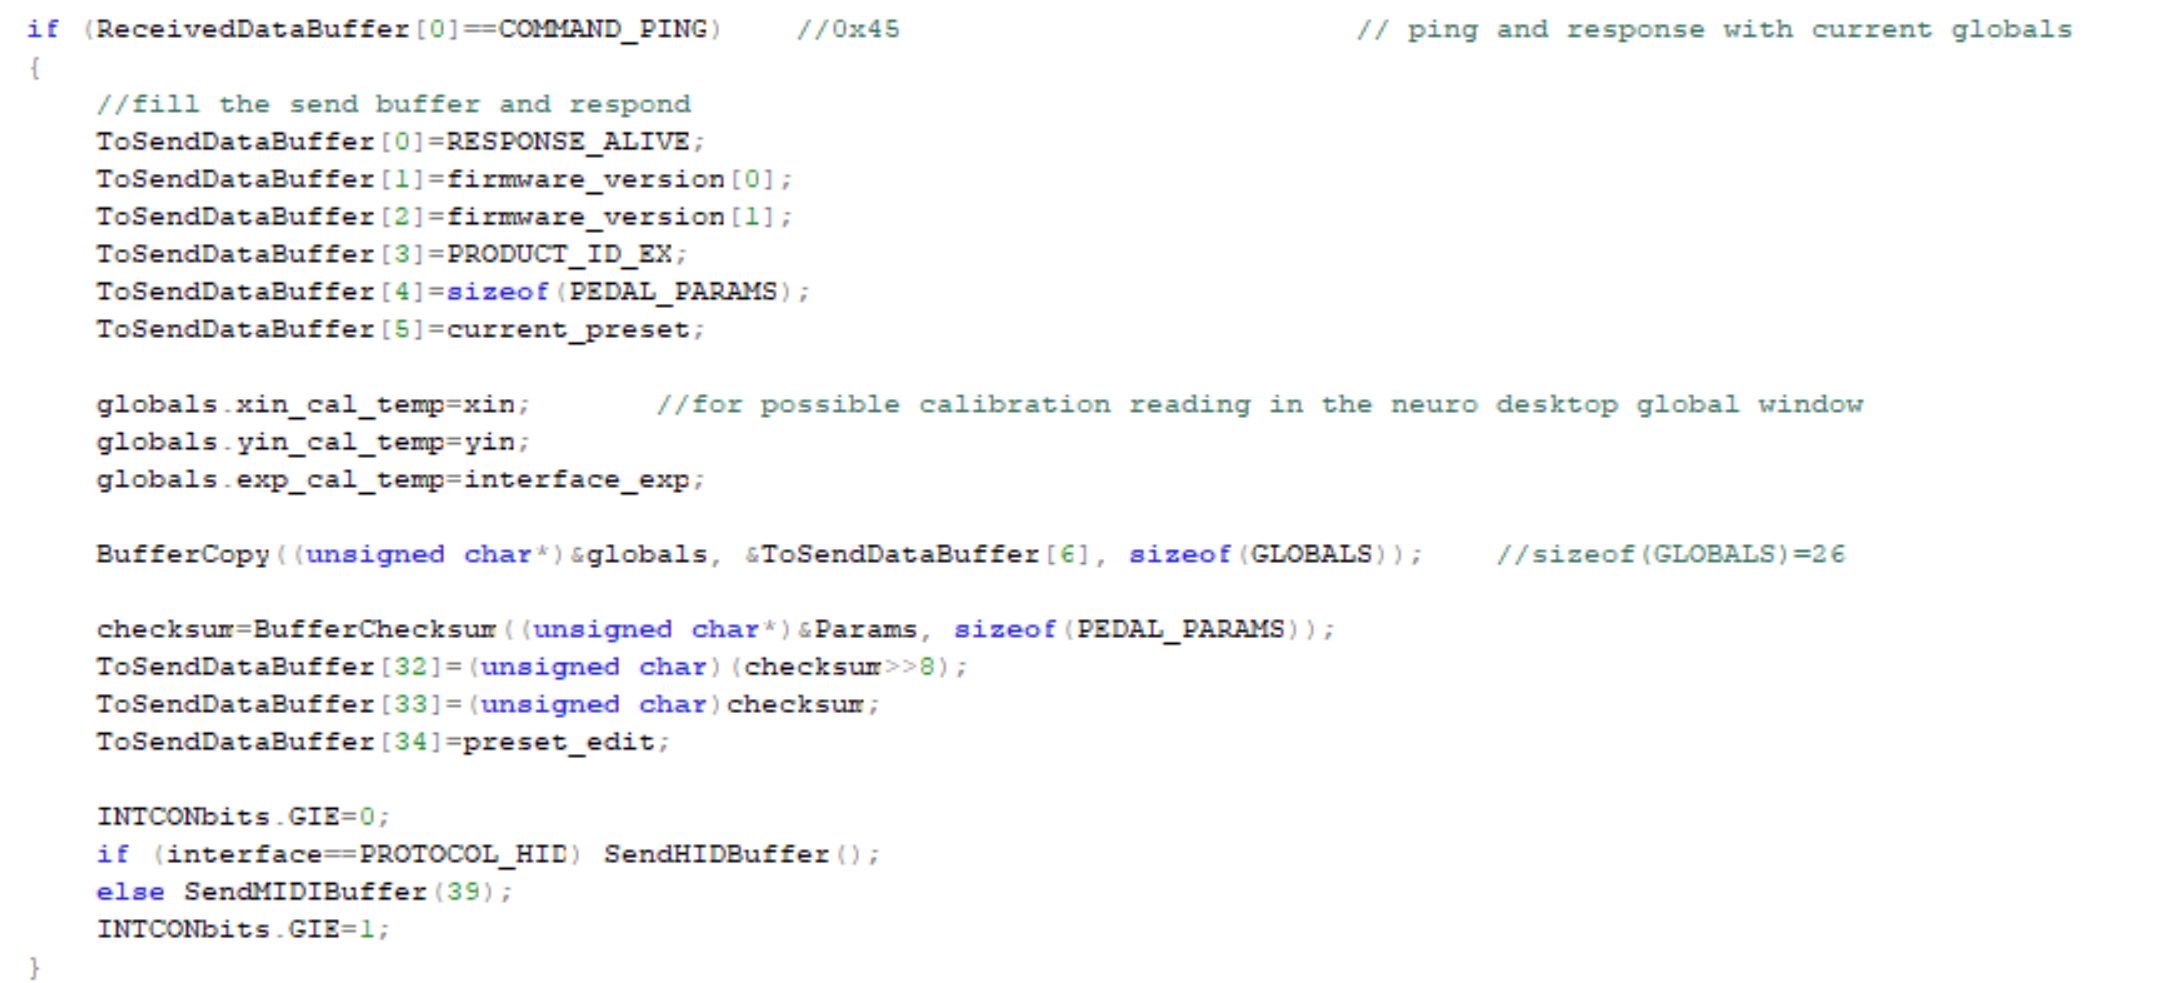 if (ReceivedDataBuffer[0]==COMMAND_PING)    //0x45    // ping and response with current globals
{
    //fill the send buffer and respond
    ToSendDataBuffer[0]=RESPONSE_ALIVE;
    ToSendDataBuffer[1]=firmware_version[0];
    ToSendDataBuffer[2]=firmware_version[1];
    ToSendDataBuffer[3]=PRODUCT_ID_EX;
    ToSendDataBuffer[4]=sizeof(PEDAL_PARAMS);
    ToSendDataBuffer[5]=current_preset;
    globals.xin_cal_temp=xin;    //for possible calibration reading in the neuro desktop global window
    globals.yin_cal_temp=yin;
    globals.exp_cal_temp=interface_exp;
    BufferCopy((unsigned char*)&globals, &ToSendDataBuffer[6], sizeof(GLOBALS));    //sizeof(GLOBALS)=26
    checksum=BufferChecksum((unsigned char*)&Params, sizeof(PEDAL_PARAMS));
    ToSendDataBuffer[32]=(unsigned char)(checksum>>8);
    ToSendDataBuffer[33]=(unsigned char)checksum;
    ToSendDataBuffer[34]=preset_edit;
    INTCONbits.GIE=0;
    if (interface==PROTOCOL_HID) SendHIDBuffer();
    else SendMIDIBuffer(39);
    INTCONbits.GIE=1;
}